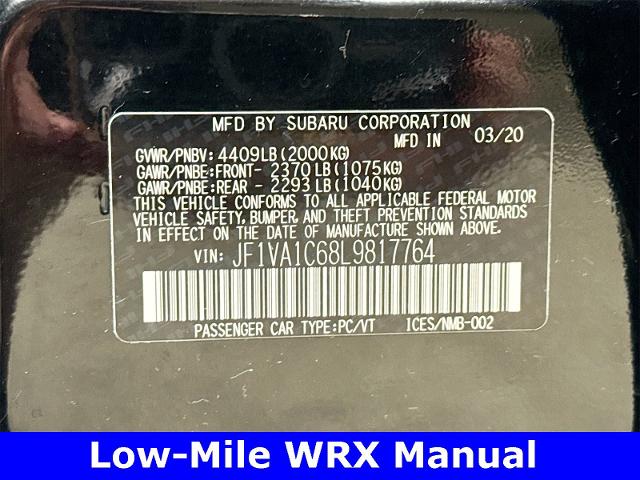 MFD BY SUBARU CORPORATION
MFD IN 03/20
GVWR/PNBV: 4409LB(2000KG)
GAWR/PNBE:FRONT- 2370LB(1075KG)
GAWR/PNBE:REAR - 2293LB(1040KG)
THIS VEHICLE CONFORMS TO ALL APPLICABLE FEDERAL MOTOR
VEHICLE SAFETY, BUMPER, AND THEFT PREVENTION STANDARDS
IN EFFECT ON THE DATE OF MANUFACTURE SHOWN ABOVE.
VIN: JF1VA1C68L9817764
PASSENGER CAR TYPE:PC/VT ICES/NMB-002
Low-Mile WRX Manual